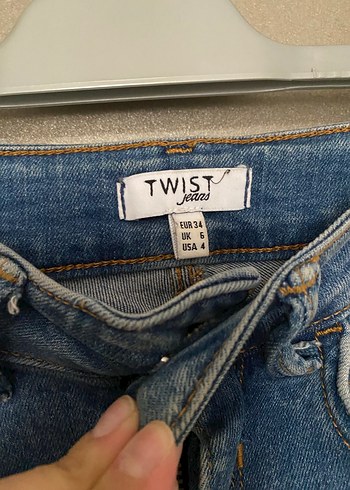 TWIST
jeans
EUR 34
UK 6
USA 4